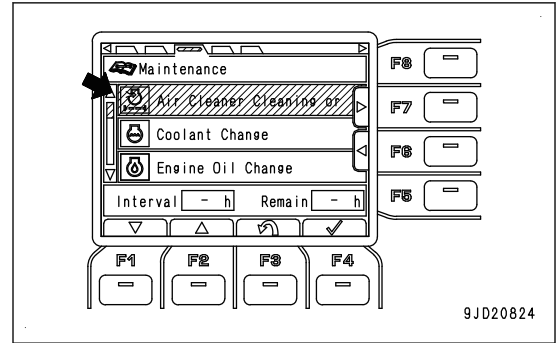 Maintenance
Air Cleaner Cleaning or
Coolant Change
Engine Oil Change
Interval - h Remain - h
F8
F7
F6
F5
F1 F2 F3 F4
9JD20824